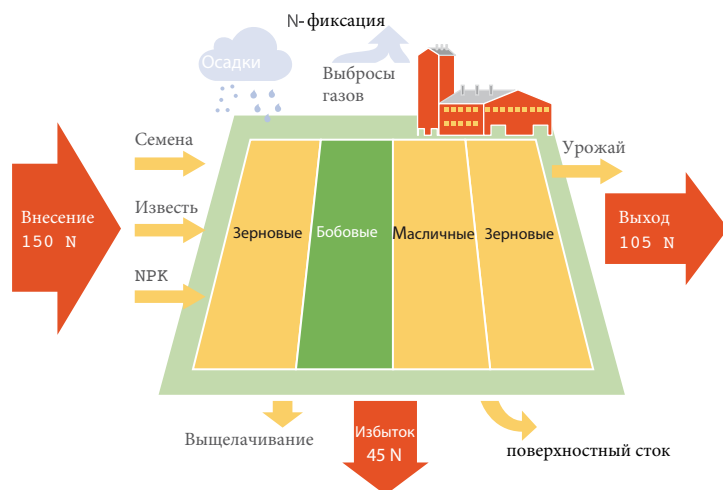 N-фиксация
Осадки
Выбросы
газов
Семена
Урожай
Внесение
150 N
Известь
Зерновые
Бобовые
Масличные
Зерновые
Выход
105 N
NPK
Выщелачивание
Избыток
45 N
поверхностный сток